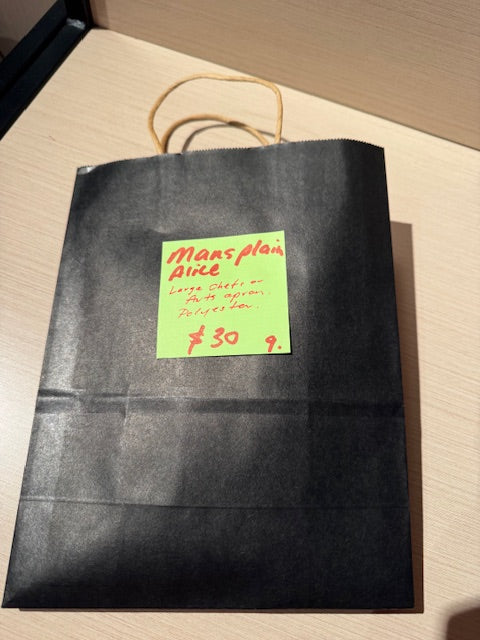 Mansplain
Alice
Large Chefs or
Arts apron.
Polyester.
$30 9.